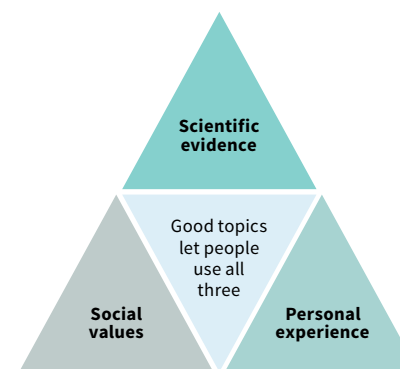 Scientific
evidence
Good topics
let people
use all
three
Social
values
Personal
experience